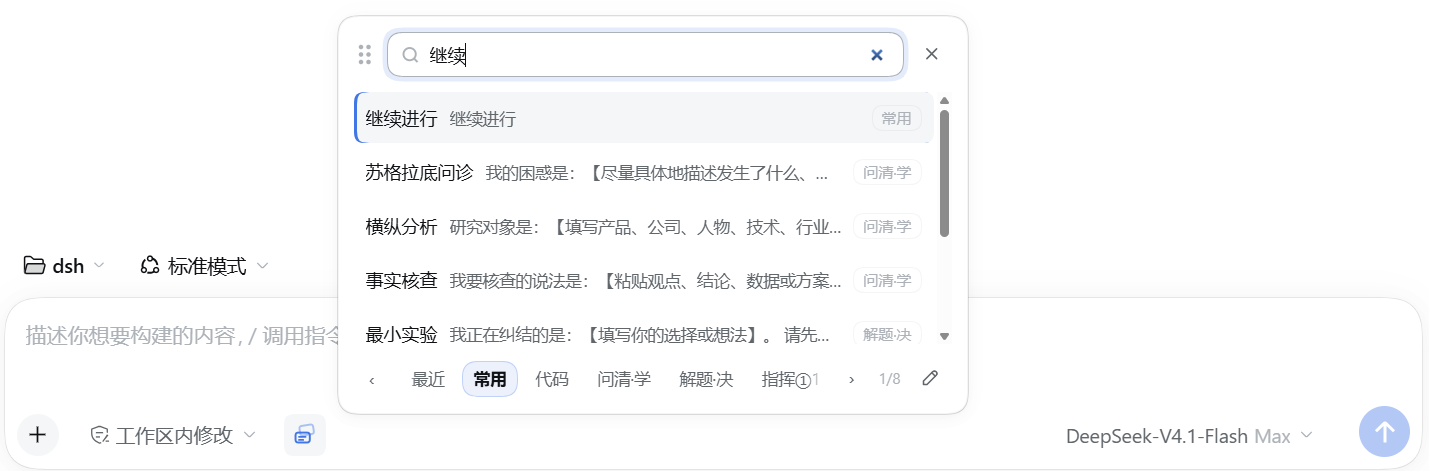 继续
继续进行 继续进行 常用
苏格拉底问诊 我的困惑是：【尽量具体地描述发生了什么、... 问清·学
横纵分析 研究对象是：【填写产品、公司、人物、技术、行业... 问清·学
事实核查 我要核查的说法是：【粘贴观点、结论、数据或方案... 问清·学
最小实验 我正在纠结的是：【填写你的选择或想法】。 请先... 解题·决
‹ 最近 常用 代码 问清·学 解题·决 指挥①1 › 1/8
dsh 标准模式
描述你想要构建的内容, / 调用指令
工作区内修改 DeepSeek-V4.1-Flash Max